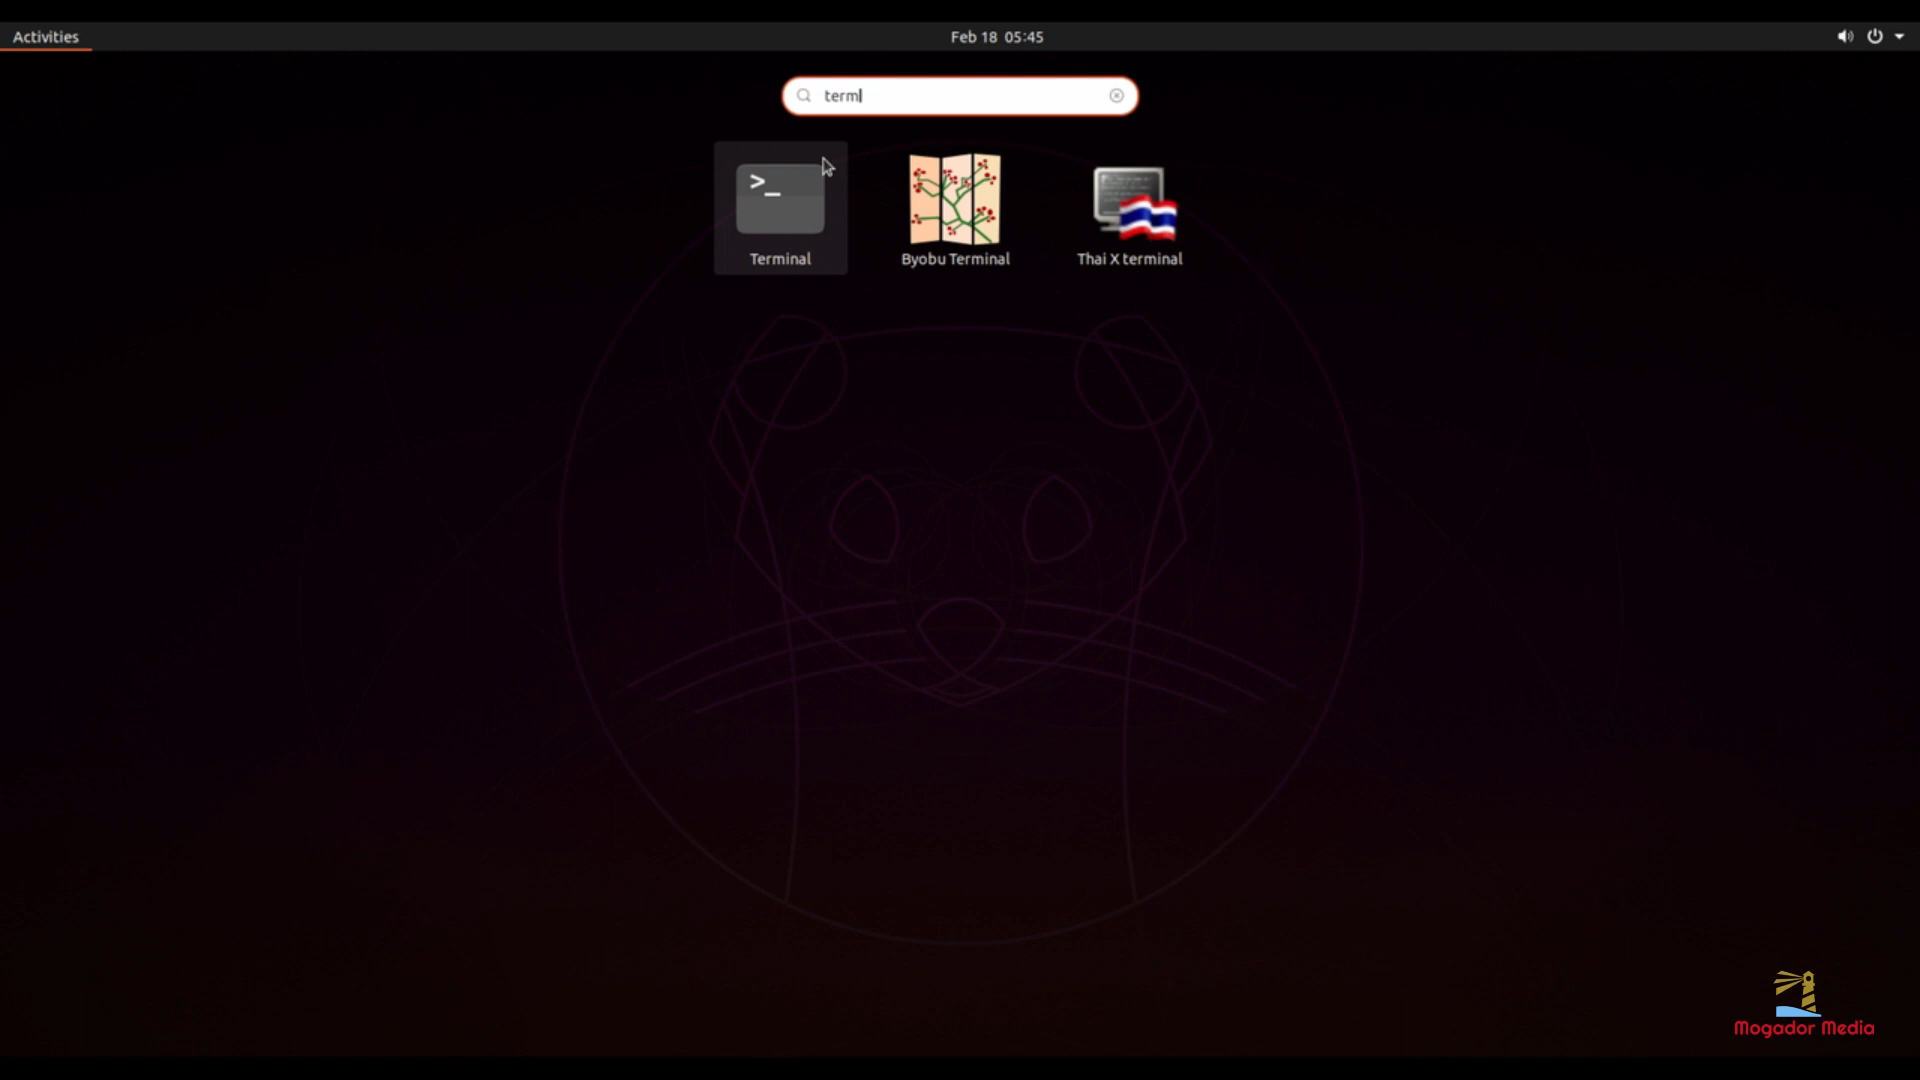 Activities
Feb 18 05:45
term
>_
Terminal
Byobu Terminal
Thai X terminal
Mogador Media